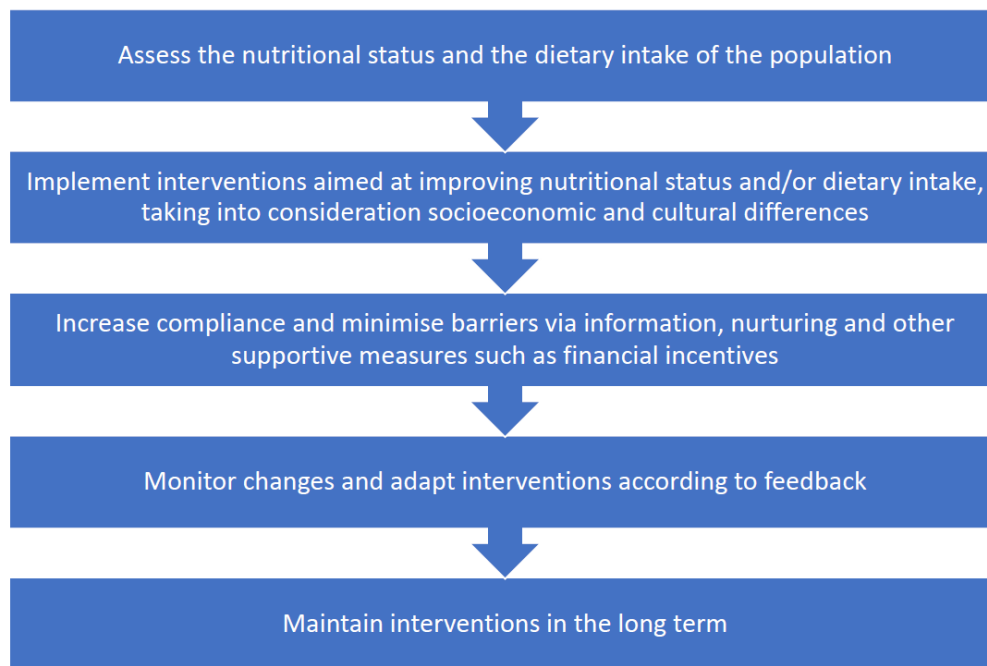 Assess the nutritional status and the dietary intake of the population
Implement interventions aimed at improving nutritional status and/or dietary intake,
taking into consideration socioeconomic and cultural differences
Increase compliance and minimise barriers via information, nurturing and other
supportive measures such as financial incentives
Monitor changes and adapt interventions according to feedback
Maintain interventions in the long term